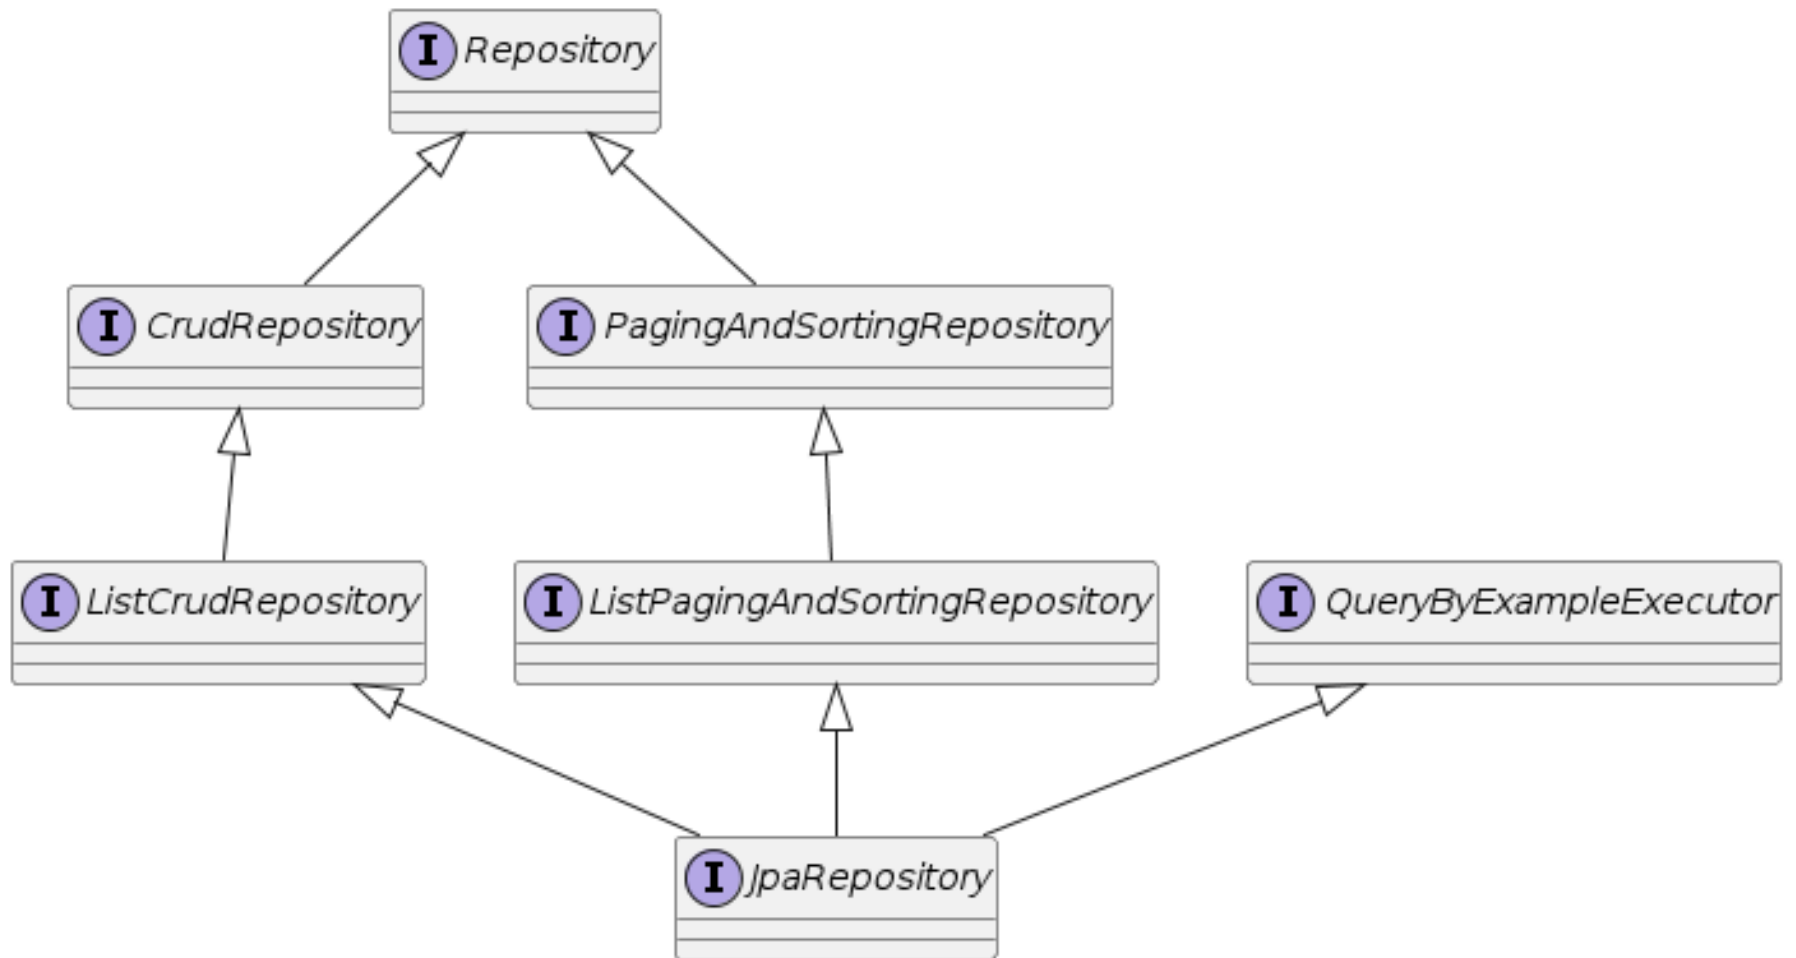 I Repository
I CrudRepository
I PagingAndSortingRepository
I ListCrudRepository
I ListPagingAndSortingRepository
I QueryByExampleExecutor
I JpaRepository